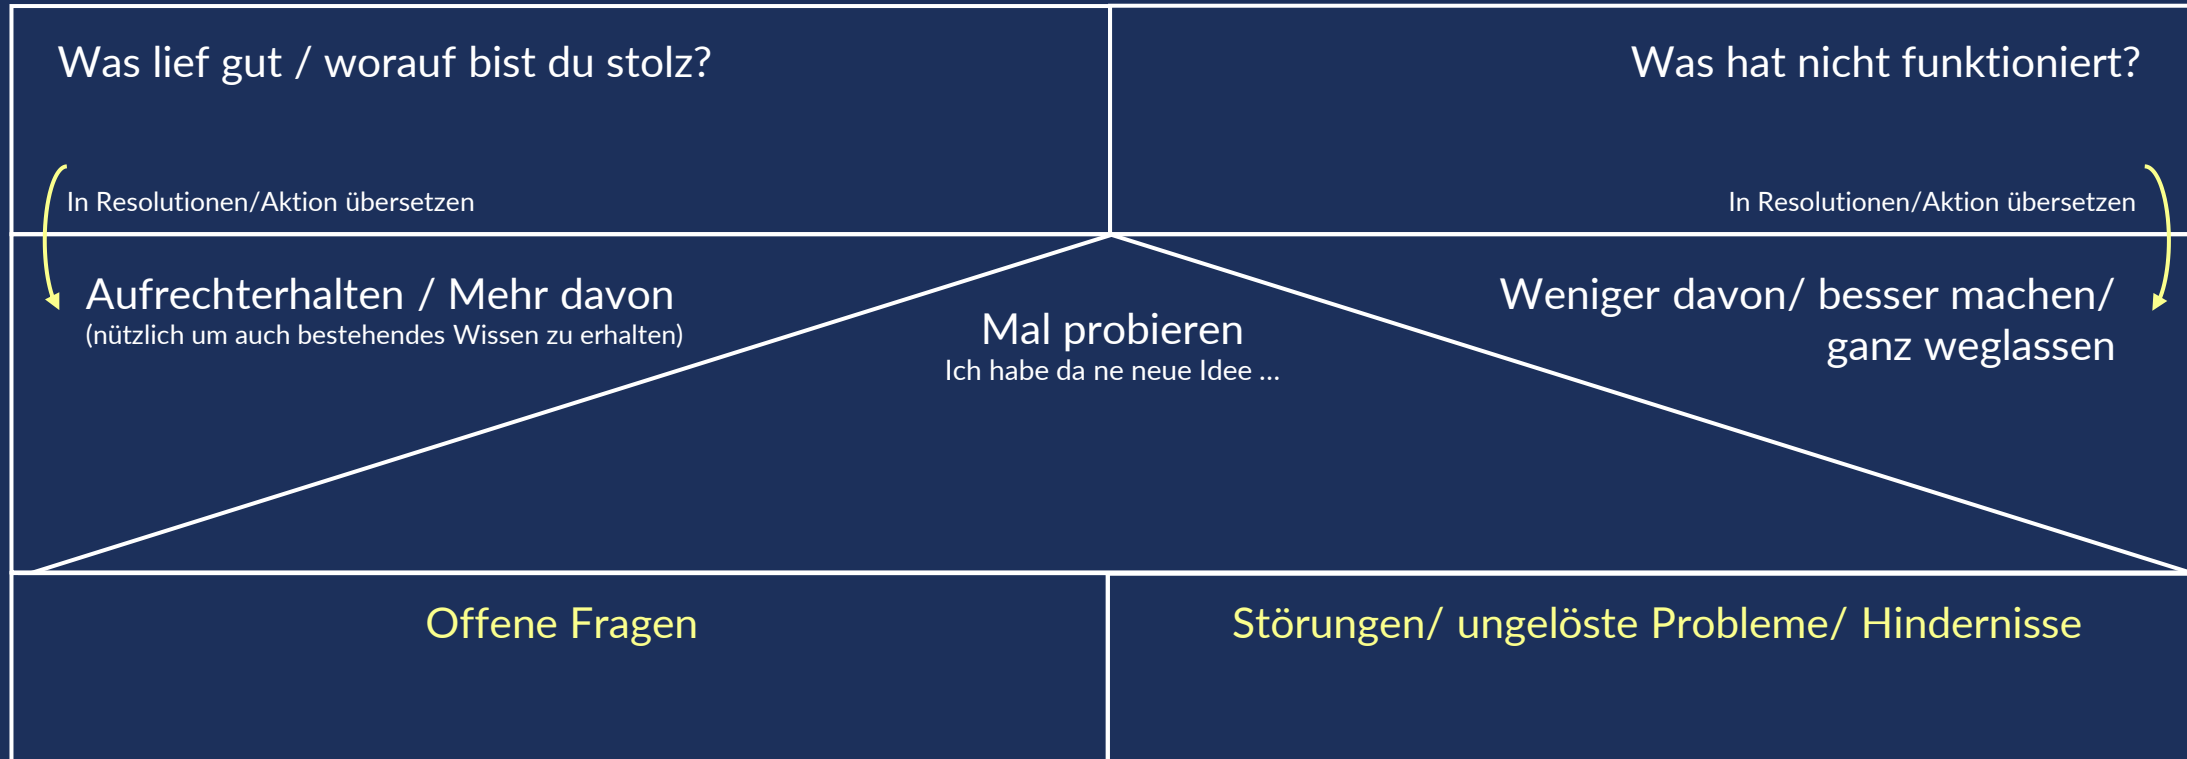 Was lief gut / worauf bist du stolz?
Was hat nicht funktioniert?
In Resolutionen/Aktion übersetzen
In Resolutionen/Aktion übersetzen
Aufrechterhalten / Mehr davon
(nützlich um auch bestehendes Wissen zu erhalten)
Mal probieren
Ich habe da ne neue Idee ...
Weniger davon/ besser machen/
ganz weglassen
Offene Fragen
Störungen/ ungelöste Probleme/ Hindernisse